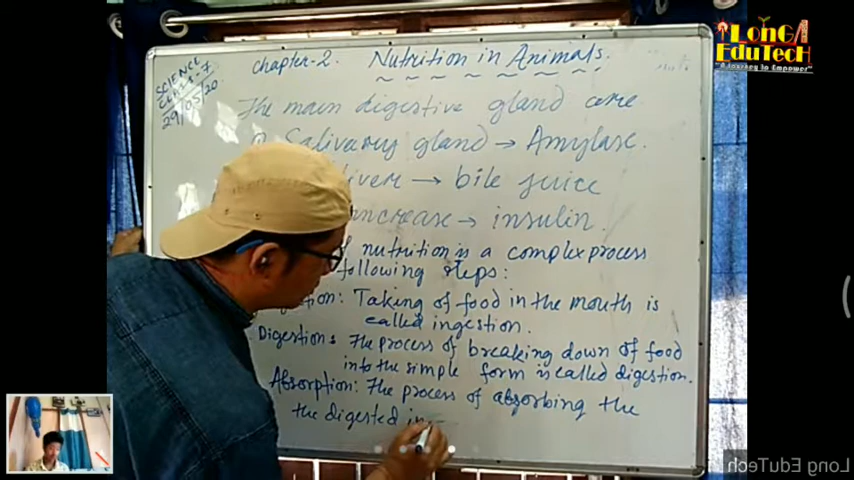 LonG
EduTecH
"A Journey to Empower"
SCIENCE
CLASS-7
29/05/20
Chapter-2. Nutrition in Animals.
The main digestive gland are
Salivary gland → Amylase.
liver → bile juice
pancrease → insulin.
of nutrition is a complex process
following steps:
Taking of food in the mouth is
called ingestion.
Digestion: The process of breaking down of food
into the simple form is called digestion.
Absorption: The process of absorbing the
the digested in
Long EduTech